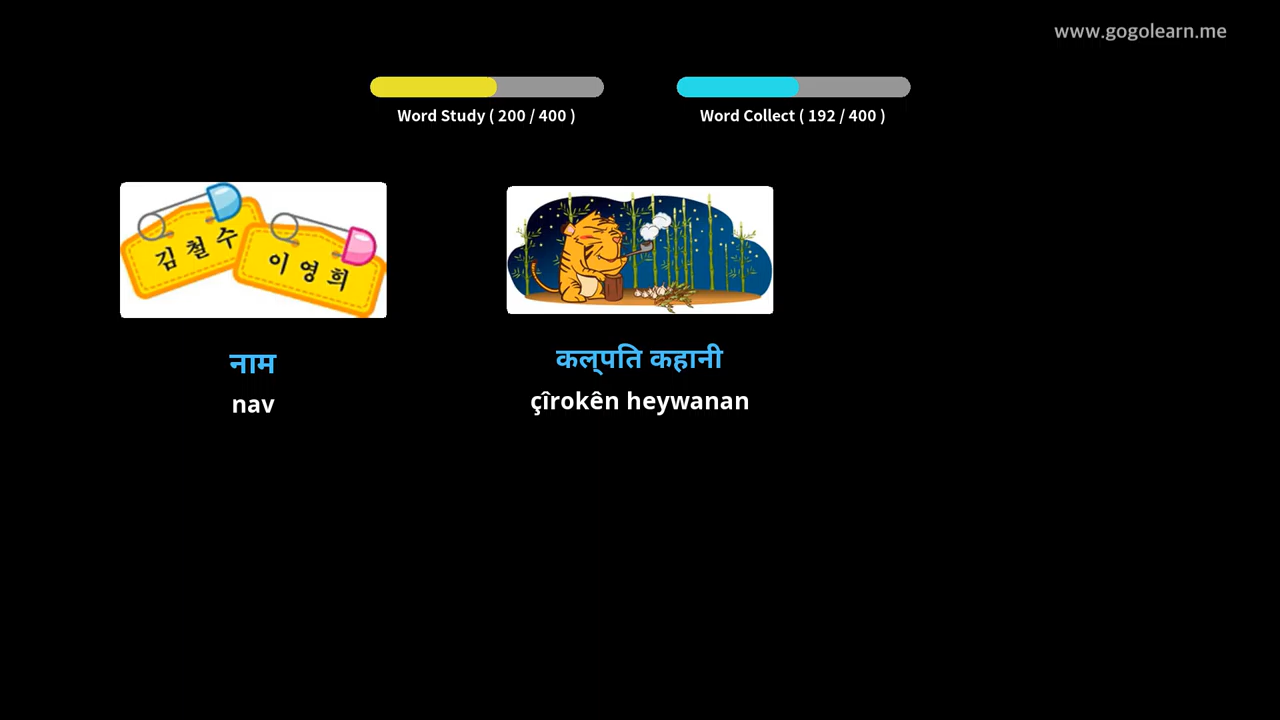 www.gogolearn.me
Word Study ( 200 / 400 )
Word Collect ( 192 / 400 )
김철수
이영희
नाम
nav
कल्पति कहानी
çîrokên heywanan